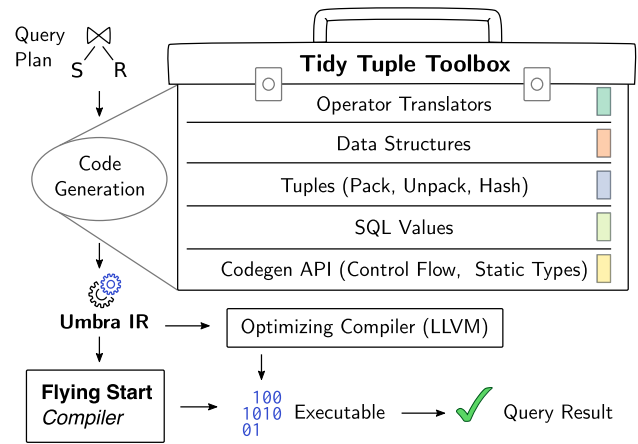 Query
Plan
S R
Tidy Tuple Toolbox
Operator Translators
Data Structures
Tuples (Pack, Unpack, Hash)
SQL Values
Codegen API (Control Flow, Static Types)
Code
Generation
Umbra IR
Optimizing Compiler (LLVM)
Flying Start
Compiler
100
1010
01
Executable
Query Result